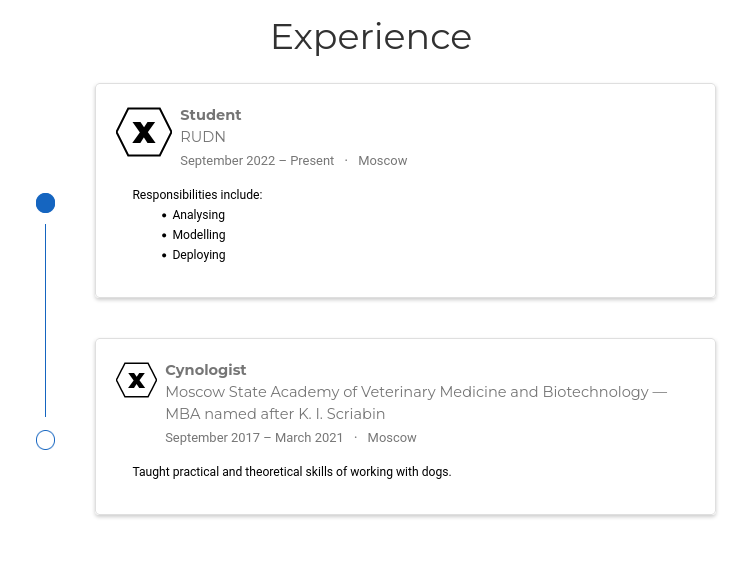 Experience
X
Student
RUDN
September 2022 – Present · Moscow
Responsibilities include:
• Analysing
• Modelling
• Deploying
X
Cynologist
Moscow State Academy of Veterinary Medicine and Biotechnology —
MBA named after K. I. Scriabin
September 2017 – March 2021 · Moscow
Taught practical and theoretical skills of working with dogs.